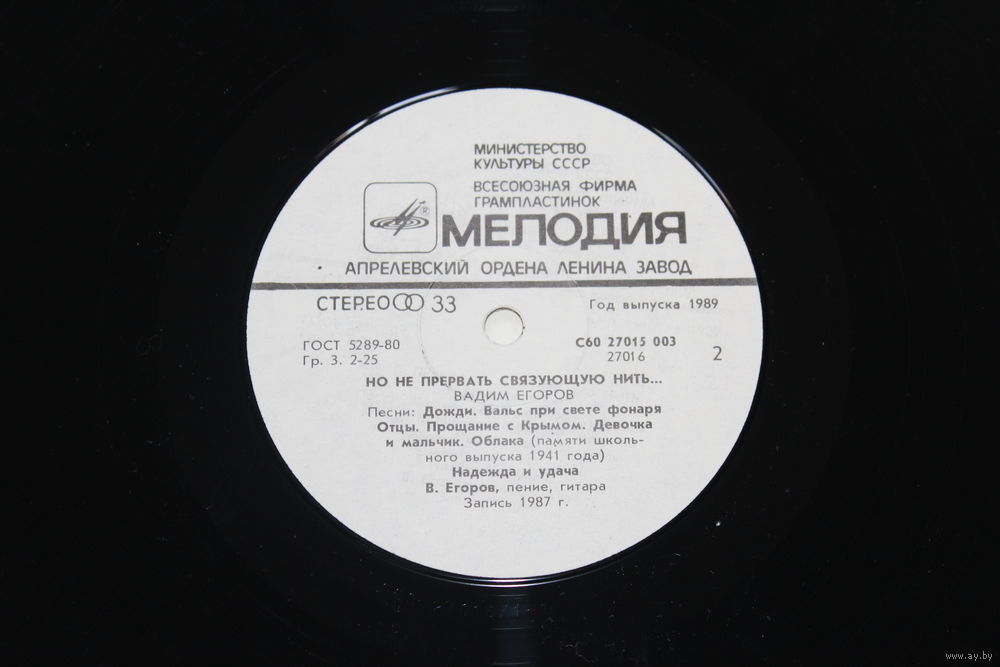 МИНИСТЕРСТВО
КУЛЬТУРЫ СССР
ВСЕСОЮЗНАЯ ФИРМА
ГРАМПЛАСТИНОК
® МЕЛОДИЯ
АПРЕЛЕВСКИЙ ОРДЕНА ЛЕНИНА ЗАВОД
СТЕРЕО 33
Год выпуска 1989
ГОСТ 5289-80
Гр. 3. 2-25
С60 27015 003
27016
2
НО НЕ ПРЕРВАТЬ СВЯЗУЮЩУЮ НИТЬ...
ВАДИМ ЕГОРОВ
Песни: Дожди. Вальс при свете фонаря
Отцы. Прощание с Крымом. Девочка
и мальчик. Облака (памяти школь-
ного выпуска 1941 года)
Надежда и удача
В. Егоров, пение, гитара
Запись 1987 г.
www.ay.by